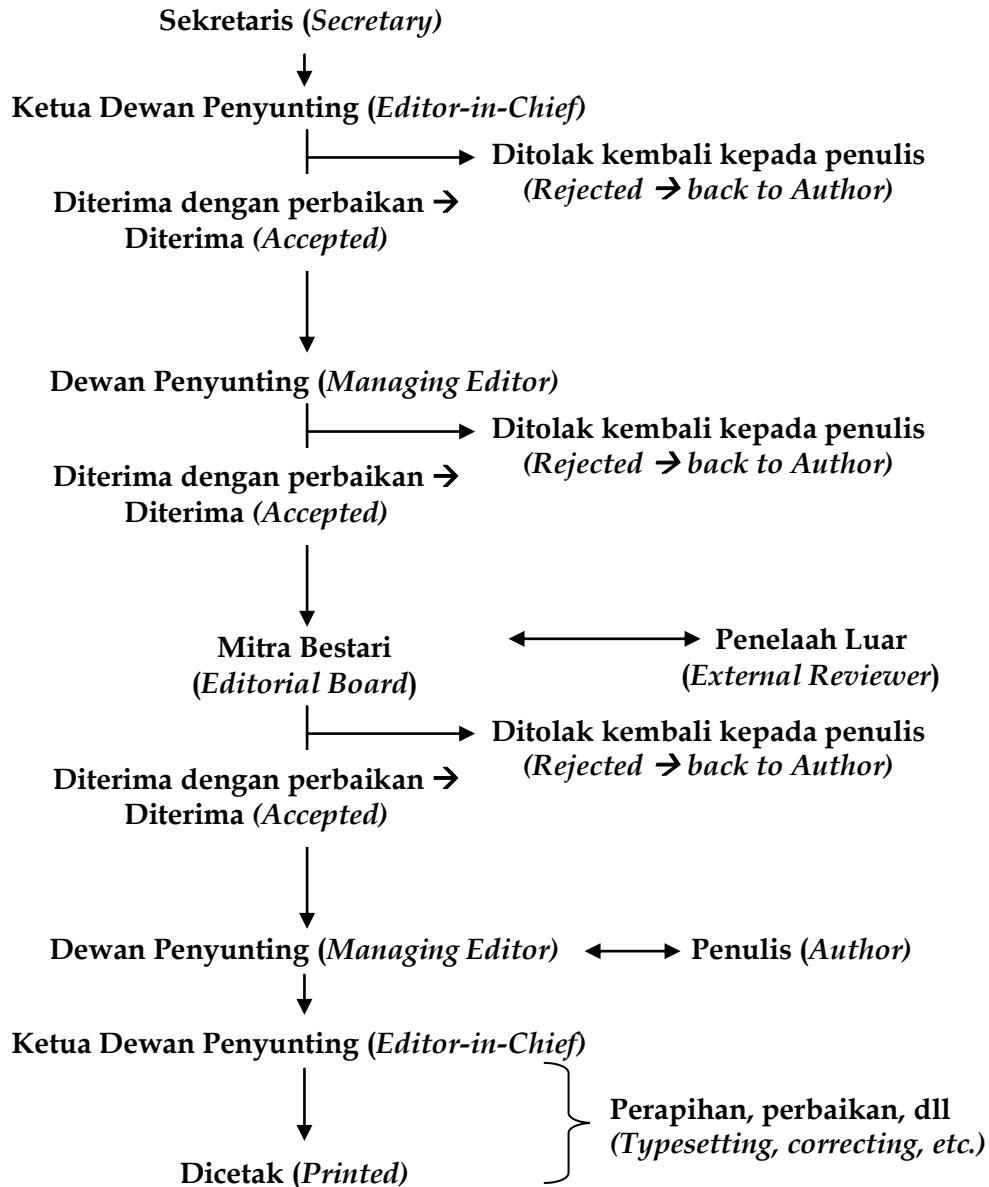 Sekretaris (Secretary)
Ketua Dewan Penyunting (Editor-in-Chief)
Ditolak kembali kepada penulis
(Rejected → back to Author)
Diterima dengan perbaikan →
Diterima (Accepted)
Dewan Penyunting (Managing Editor)
Ditolak kembali kepada penulis
(Rejected → back to Author)
Diterima dengan perbaikan →
Diterima (Accepted)
Mitra Bestari
(Editorial Board)
Penelaah Luar
(External Reviewer)
Ditolak kembali kepada penulis
(Rejected → back to Author)
Diterima dengan perbaikan →
Diterima (Accepted)
Dewan Penyunting (Managing Editor)
Penulis (Author)
Ketua Dewan Penyunting (Editor-in-Chief)
Perapihan, perbaikan, dll
(Typesetting, correcting, etc.)
Dicetak (Printed)